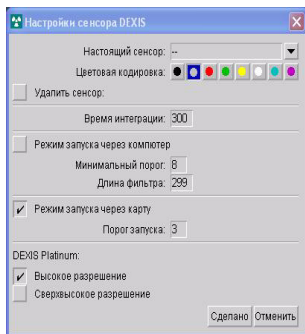 Настройки сенсора DEXIS
Настоящий сенсор: --
Цветовая кодировка:
Удалить сенсор:
Время интеграции: 300
Режим запуска через компютер
Минимальный порог: 8
Длина фильтра: 299
Режим запуска через карту
Порог запуска: 3
DEXIS Platinum:
Высокое разрешение
Сверхвысокое разрешение
Сделано Отменить